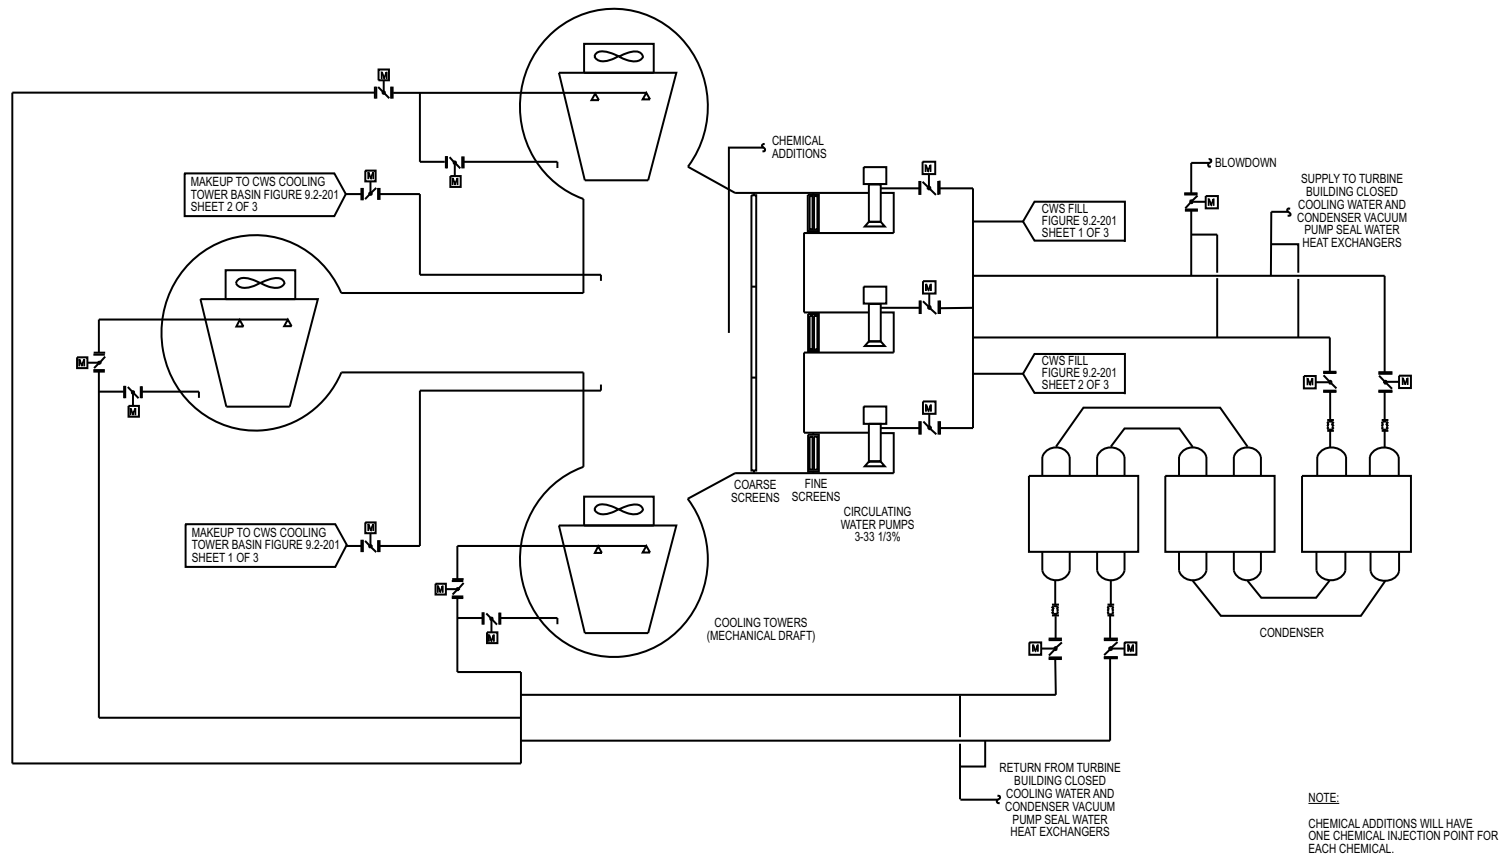 M
CHEMICAL
ADDITIONS
M
M
BLOWDOWN
MAKEUP TO CWS COOLING
TOWER BASIN FIGURE 9.2-201
SHEET 2 OF 3
M
M
SUPPLY TO TURBINE
BUILDING CLOSED
COOLING WATER AND
CONDENSER VACUUM
PUMP SEAL WATER
HEAT EXCHANGERS
M
CWS FILL
FIGURE 9.2-201
SHEET 1 OF 3
M
M
CWS FILL
FIGURE 9.2-201
SHEET 2 OF 3
M
M
M
M
COARSE
SCREENS
FINE
SCREENS
CIRCULATING
WATER PUMPS
3-33 1/3%
MAKEUP TO CWS COOLING
TOWER BASIN FIGURE 9.2-201
SHEET 1 OF 3
M
M
M
COOLING TOWERS
(MECHANICAL DRAFT)
CONDENSER
M
M
RETURN FROM TURBINE
BUILDING CLOSED
COOLING WATER AND
CONDENSER VACUUM
PUMP SEAL WATER
HEAT EXCHANGERS
NOTE:
CHEMICAL ADDITIONS WILL HAVE
ONE CHEMICAL INJECTION POINT FOR
EACH CHEMICAL.